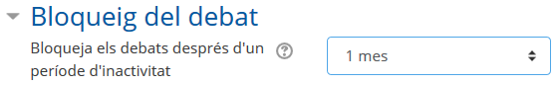 Bloqueig del debat
Bloqueja els debats després d'un
període d'inactivitat
?
1 mes